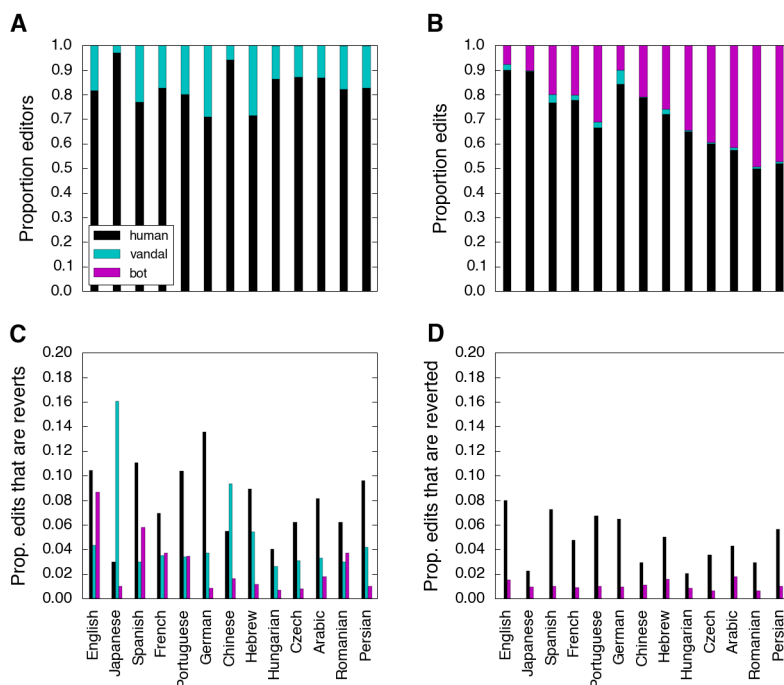 A
Proportion editors
1.0
0.9
0.8
0.7
0.6
0.5
0.4
0.3
0.2
0.1
0.0
human
vandal
bot
B
Proportion edits
1.0
0.9
0.8
0.7
0.6
0.5
0.4
0.3
0.2
0.1
0.0
C
Prop. edits that are reverts
0.20
0.18
0.16
0.14
0.12
0.10
0.08
0.06
0.04
0.02
0.00
English
Japanese
Spanish
French
Portuguese
German
Chinese
Hebrew
Hungarian
Czech
Arabic
Romanian
Persian
D
Prop. edits that are reverted
0.20
0.18
0.16
0.14
0.12
0.10
0.08
0.06
0.04
0.02
0.00
English
Japanese
Spanish
French
Portuguese
German
Chinese
Hebrew
Hungarian
Czech
Arabic
Romanian
Persian